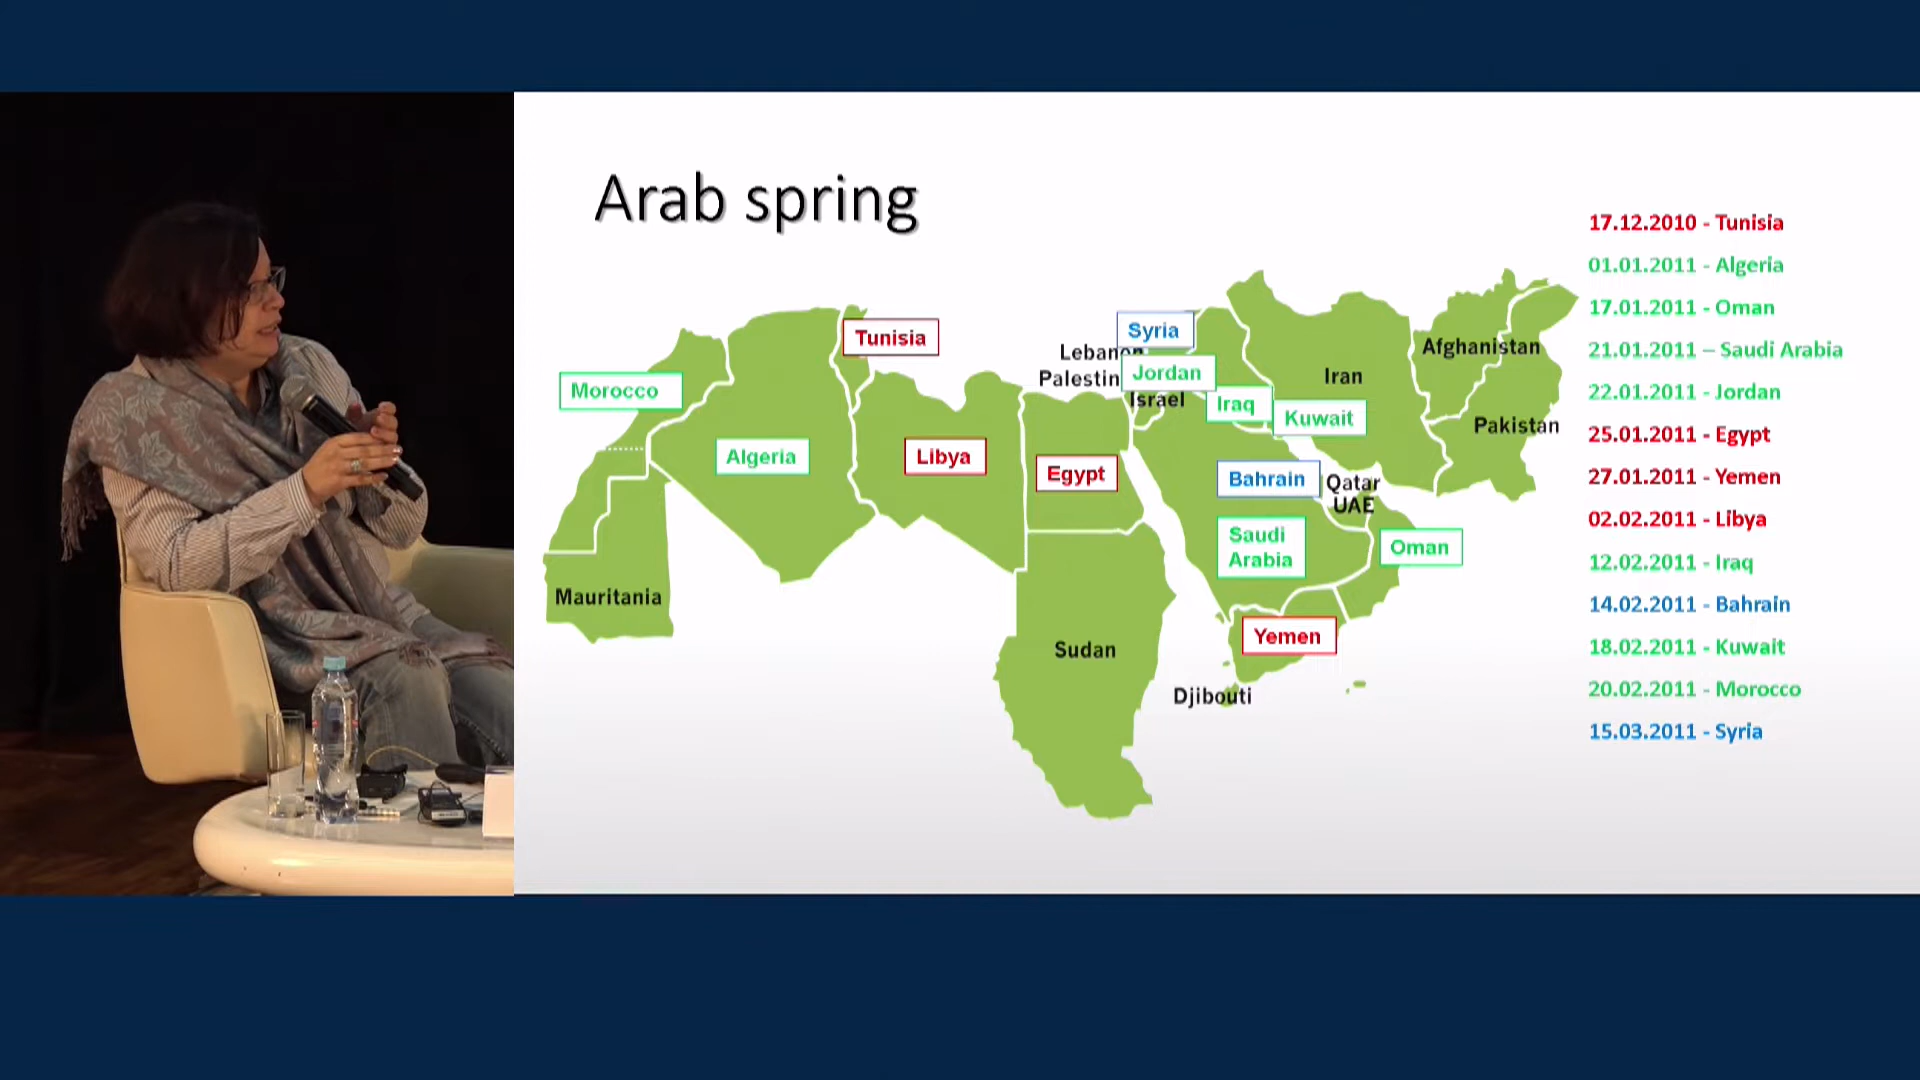 Arab spring
17.12.2010 - Tunisia
01.01.2011 - Algeria
17.01.2011 - Oman
21.01.2011 – Saudi Arabia
22.01.2011 - Jordan
25.01.2011 - Egypt
27.01.2011 - Yemen
02.02.2011 - Libya
12.02.2011 - Iraq
14.02.2011 - Bahrain
18.02.2011 - Kuwait
20.02.2011 - Morocco
15.03.2011 - Syria
Tunisia
Syria
Lebanon
Palestin
Jordan
Israel
Iraq
Kuwait
Iran
Afghanistan
Pakistan
Morocco
Algeria
Libya
Egypt
Bahrain
Qatar
UAE
Saudi
Arabia
Oman
Mauritania
Sudan
Yemen
Djibouti